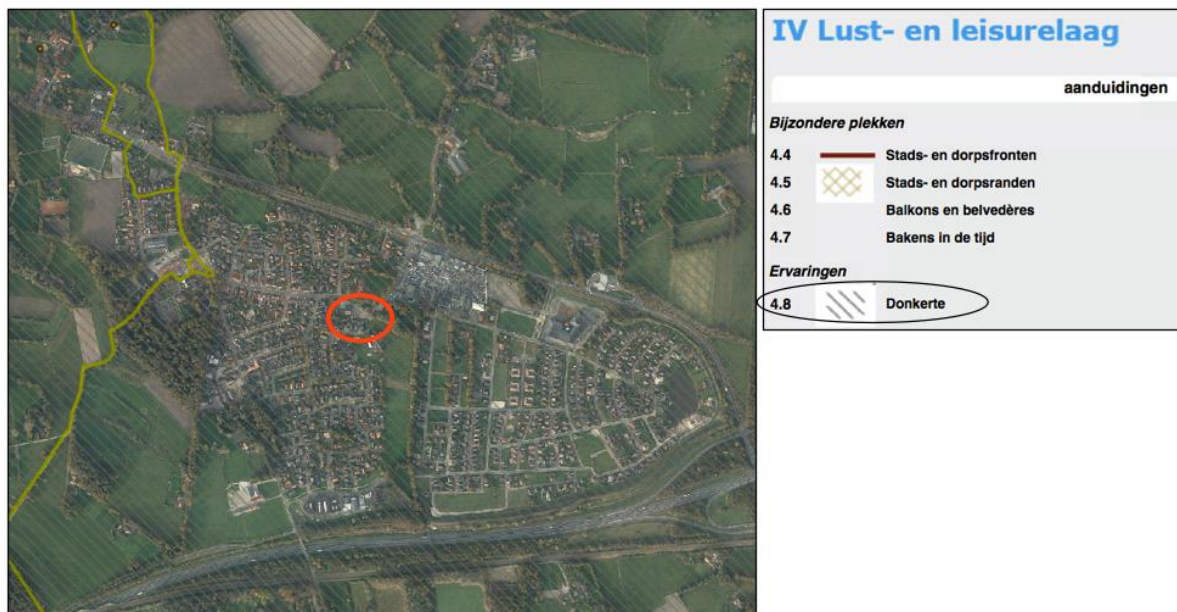 IV Lust- en leisurelaag
aanduidingen
Bijzondere plekken
4.4 Stads- en dorpsfronten
4.5 Stads- en dorpsranden
4.6 Balkons en belvedères
4.7 Bakens in de tijd
Ervaringen
4.8 Donkerte